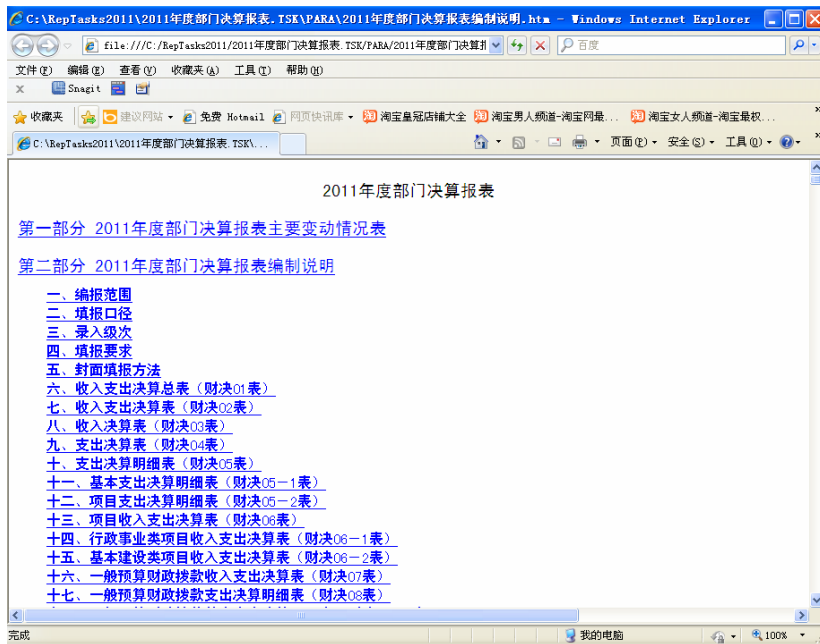 C:\RepTasks2011\2011年度部门决算报表.TSK\PARA\2011年度部门决算报表编制说明.htm - Windows Internet Explorer
file:///C:/RepTasks2011/2011年度部门决算报表.TSK/PARA/2011年度部门决算
百度
文件(F) 编辑(E) 查看(V) 收藏夹(A) 工具(T) 帮助(H)
x Snagit
收藏夹 建议网站 免费 Hotmail 网页快讯库 淘宝皇冠店铺大全 淘宝男人频道-淘宝网最... 淘宝女人频道-淘宝最权...
C:\RepTasks2011\2011年度部门决算报表.TSK\... 页面(P) 安全(S) 工具(O)
2011年度部门决算报表
第一部分 2011年度部门决算报表主要变动情况表
第二部分 2011年度部门决算报表编制说明
一、编报范围
二、填报口径
三、录入级次
四、填报要求
五、封面填报方法
六、收入支出决算总表（财决01表）
七、收入支出决算表（财决02表）
八、收入决算表（财决03表）
九、支出决算表（财决04表）
十、支出决算明细表（财决05表）
十一、基本支出决算明细表（财决05－1表）
十二、项目支出决算明细表（财决05－2表）
十三、项目收入支出决算表（财决06表）
十四、行政事业类项目收入支出决算表（财决06－1表）
十五、基本建设类项目收入支出决算表（财决06－2表）
十六、一般预算财政拨款收入支出决算表（财决07表）
十七、一般预算财政拨款支出决算明细表（财决08表）
完成 我的电脑 100%